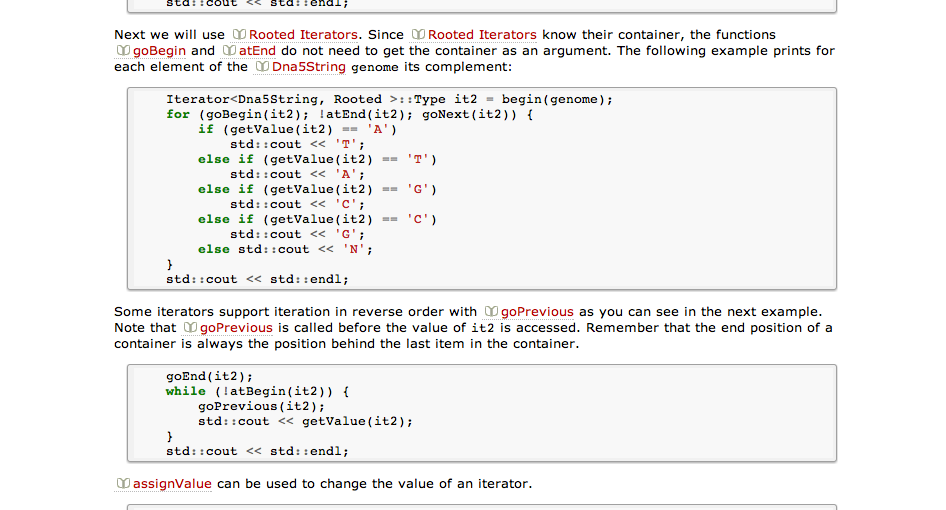 std::cout << std::endl;
Next we will use Rooted Iterators. Since Rooted Iterators know their container, the functions
goBegin and atEnd do not need to get the container as an argument. The following example prints for
each element of the Dna5String genome its complement:
Iterator<Dna5String, Rooted >::Type it2 = begin(genome);
for (goBegin(it2); !atEnd(it2); goNext(it2)) {
if (getValue(it2) == 'A')
std::cout << 'T';
else if (getValue(it2) == 'T')
std::cout << 'A';
else if (getValue(it2) == 'G')
std::cout << 'C';
else if (getValue(it2) == 'C')
std::cout << 'G';
else std::cout << 'N';
}
std::cout << std::endl;
Some iterators support iteration in reverse order with goPrevious as you can see in the next example.
Note that goPrevious is called before the value of it2 is accessed. Remember that the end position of a
container is always the position behind the last item in the container.
goEnd(it2);
while (!atBegin(it2)) {
goPrevious(it2);
std::cout << getValue(it2);
}
std::cout << std::endl;
assignValue can be used to change the value of an iterator.